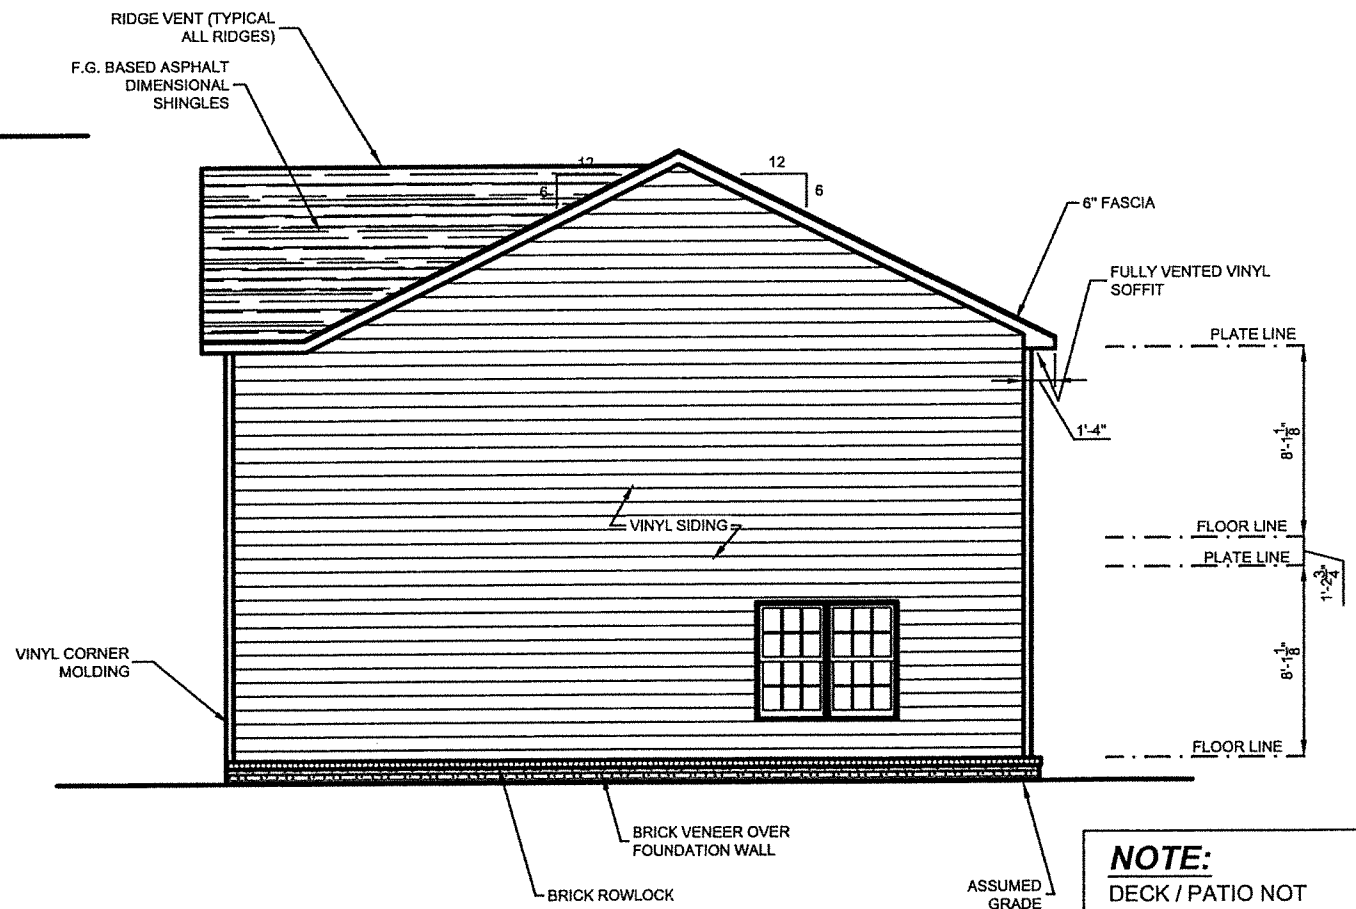 RIDGE VENT (TYPICAL
ALL RIDGES)
F.G. BASED ASPHALT
DIMENSIONAL
SHINGLES
12
6
12
6
6" FASCIA
FULLY VENTED VINYL
SOFFIT
PLATE LINE
1'-4"
8'-1 1/8"
VINYL SIDING
FLOOR LINE
PLATE LINE
1'-2 3/4"
8'-1 1/8"
VINYL CORNER
MOLDING
FLOOR LINE
BRICK VENEER OVER
FOUNDATION WALL
BRICK ROWLOCK
ASSUMED
GRADE
NOTE:
DECK / PATIO NOT